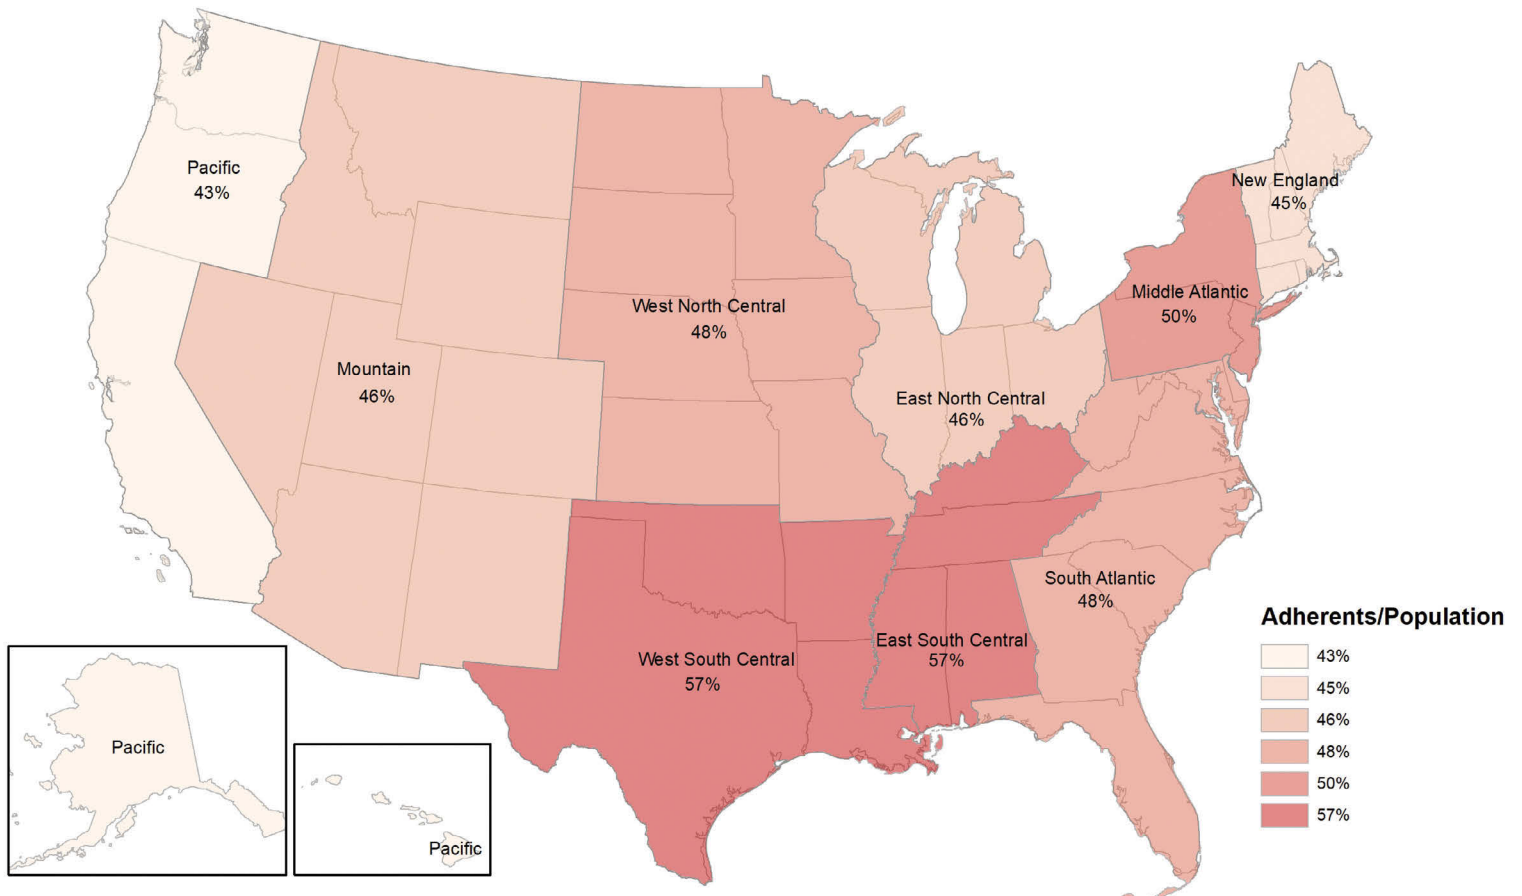 Pacific
43%
New England
45%
Middle Atlantic
50%
West North Central
48%
Mountain
46%
East North Central
46%
South Atlantic
48%
East South Central
57%
West South Central
57%
Pacific
Pacific
Adherents/Population
43%
45%
46%
48%
50%
57%